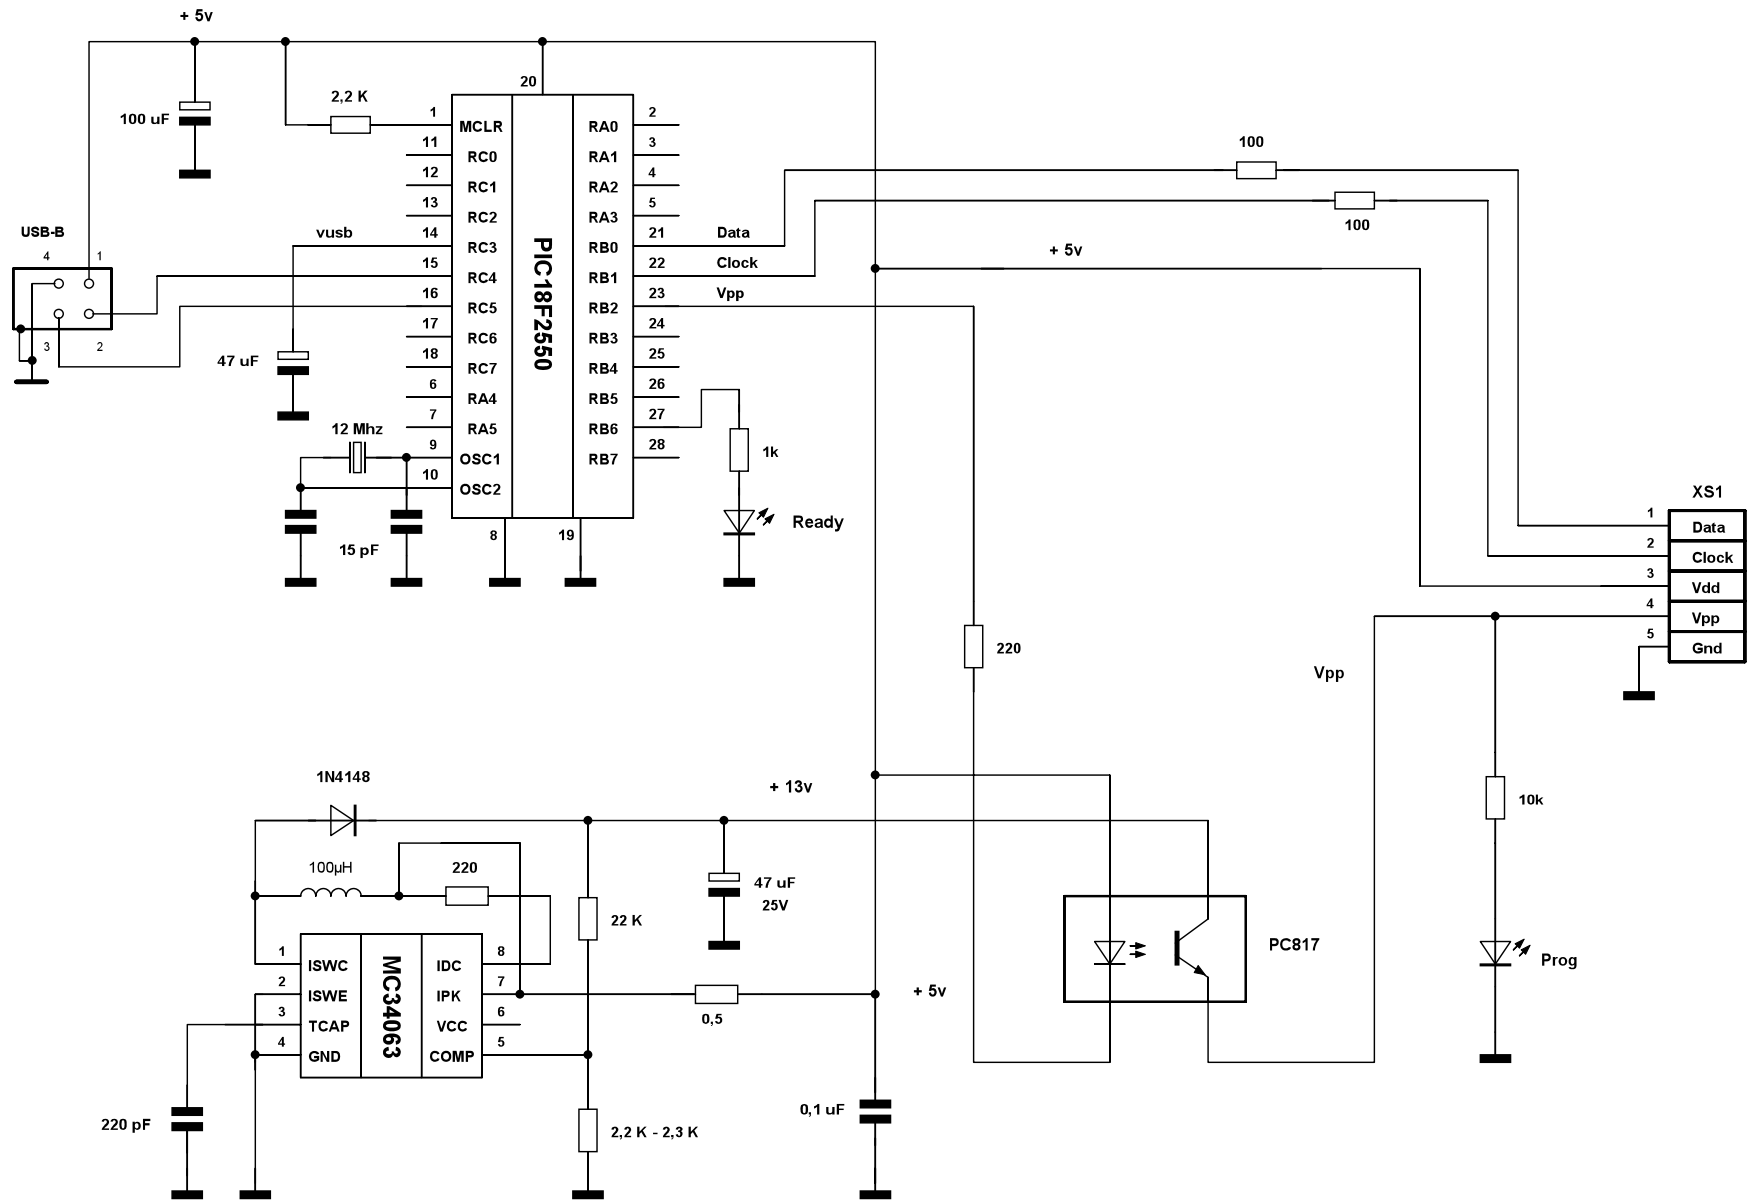 + 5v
100 uF
2,2 K
20
1
MCLR
11
RC0
12
RC1
13
RC2
14
RC3
15
RC4
16
RC5
17
RC6
18
RC7
6
RA4
7
RA5
9
OSC1
10
OSC2
PIC18F2550
RA0
2
RA1
3
RA2
4
RA3
5
RB0
21
RB1
22
RB2
23
RB3
24
RB4
25
RB5
26
RB6
27
RB7
28
8
19
USB-B
4
1
3
2
vusb
47 uF
12 Mhz
15 pF
Data
Clock
Vpp
1k
Ready
100
100
+ 5v
220
XS1
1
Data
2
Clock
3
Vdd
4
Vpp
5
Gnd
Vpp
10k
Prog
1N4148
+ 13v
100µH
220
22 K
47 uF
25V
PC817
1
ISWC
2
ISWE
3
TCAP
4
GND
MC34063
IDC
8
IPK
7
VCC
6
COMP
5
0,5
+ 5v
220 pF
2,2 K - 2,3 K
0,1 uF